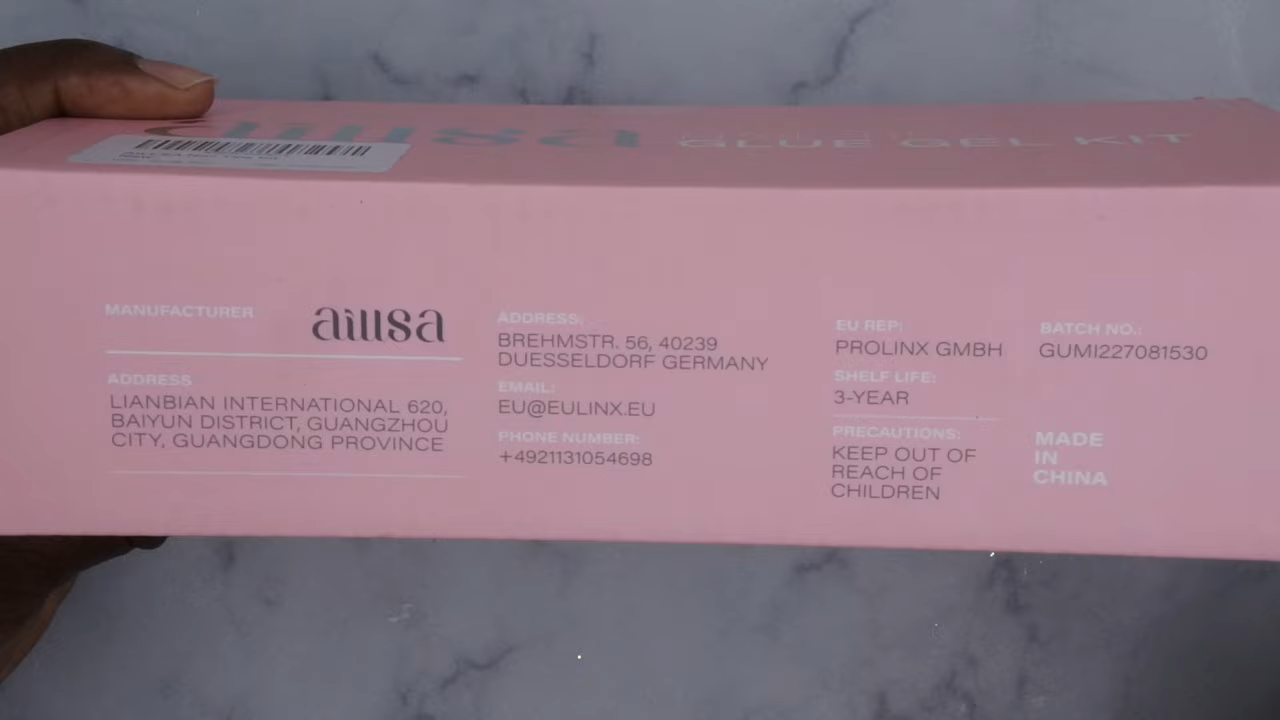 aillsa
GLUE GEL KIT
MANUFACTURER
aillsa
ADDRESS
LIANBIAN INTERNATIONAL 620,
BAIYUN DISTRICT, GUANGZHOU
CITY, GUANGDONG PROVINCE
ADDRESS:
BREHMSTR. 56, 40239
DUESSELDORF GERMANY
EMAIL:
EU@EULINX.EU
PHONE NUMBER:
+4921131054698
EU REP:
PROLINX GMBH
SHELF LIFE:
3-YEAR
PRECAUTIONS:
KEEP OUT OF
REACH OF
CHILDREN
BATCH NO.:
GUMI227081530
MADE
IN
CHINA